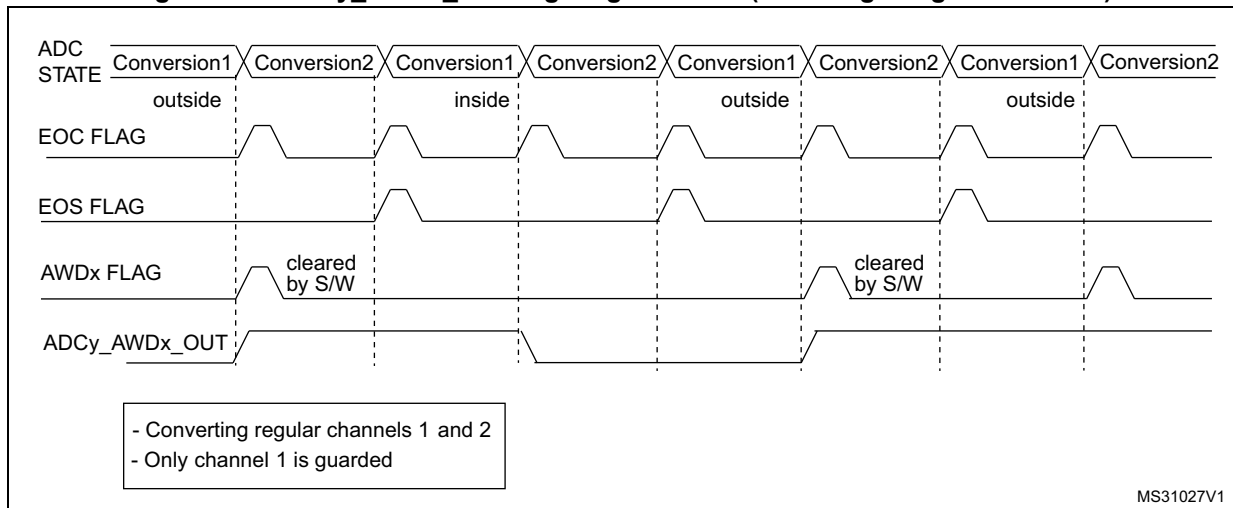 ADC
STATE
Conversion1 Conversion2 Conversion1 Conversion2 Conversion1 Conversion2 Conversion1 Conversion2
outside inside outside outside
EOC FLAG
EOS FLAG
AWDx FLAG
cleared
by S/W
cleared
by S/W
ADCy_AWDx_OUT
- Converting regular channels 1 and 2
- Only channel 1 is guarded
MS31027V1